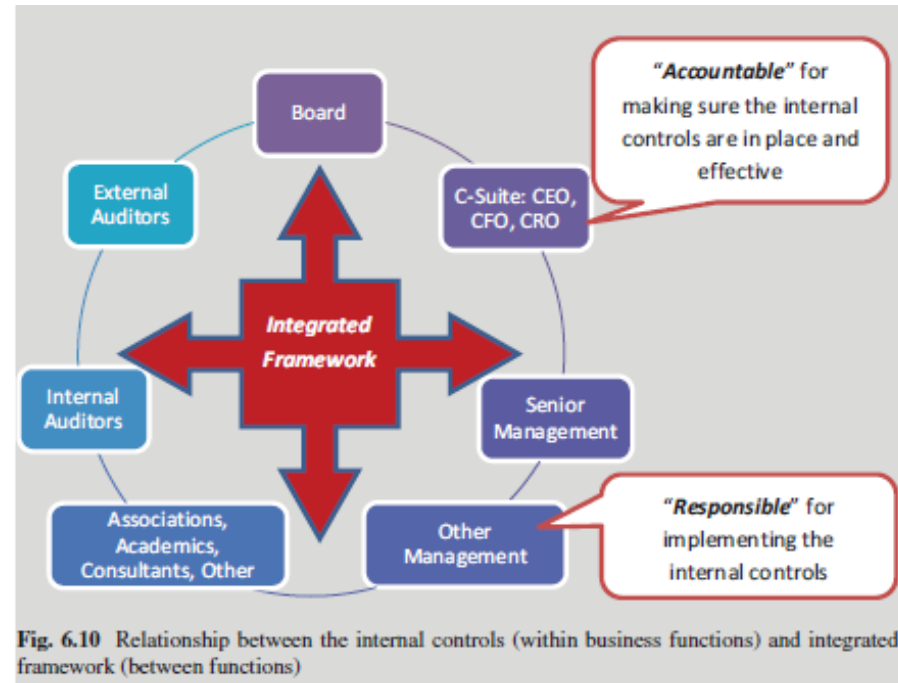 Board
“Accountable” for
making sure the internal
controls are in place and
effective
External
Auditors
C-Suite: CEO,
CFO, CRO
Integrated
Framework
Internal
Auditors
Senior
Management
Associations,
Academics,
Consultants, Other
Other
Management
“Responsible” for
implementing the
internal controls
Fig. 6.10 Relationship between the internal controls (within business functions) and integrated
framework (between functions)